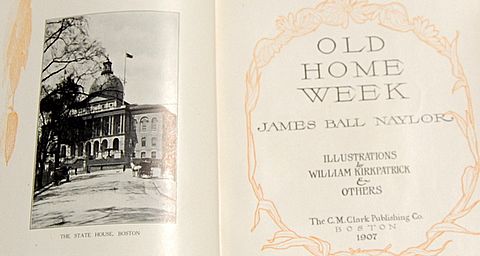 THE STATE HOUSE, BOSTON
OLD
HOME
WEEK
JAMES BALL NAYLOR
ILLUSTRATIONS
by
WILLIAM KIRKPATRICK
&
OTHERS
The C. M. Clark Publishing Co.
BOSTON
1907